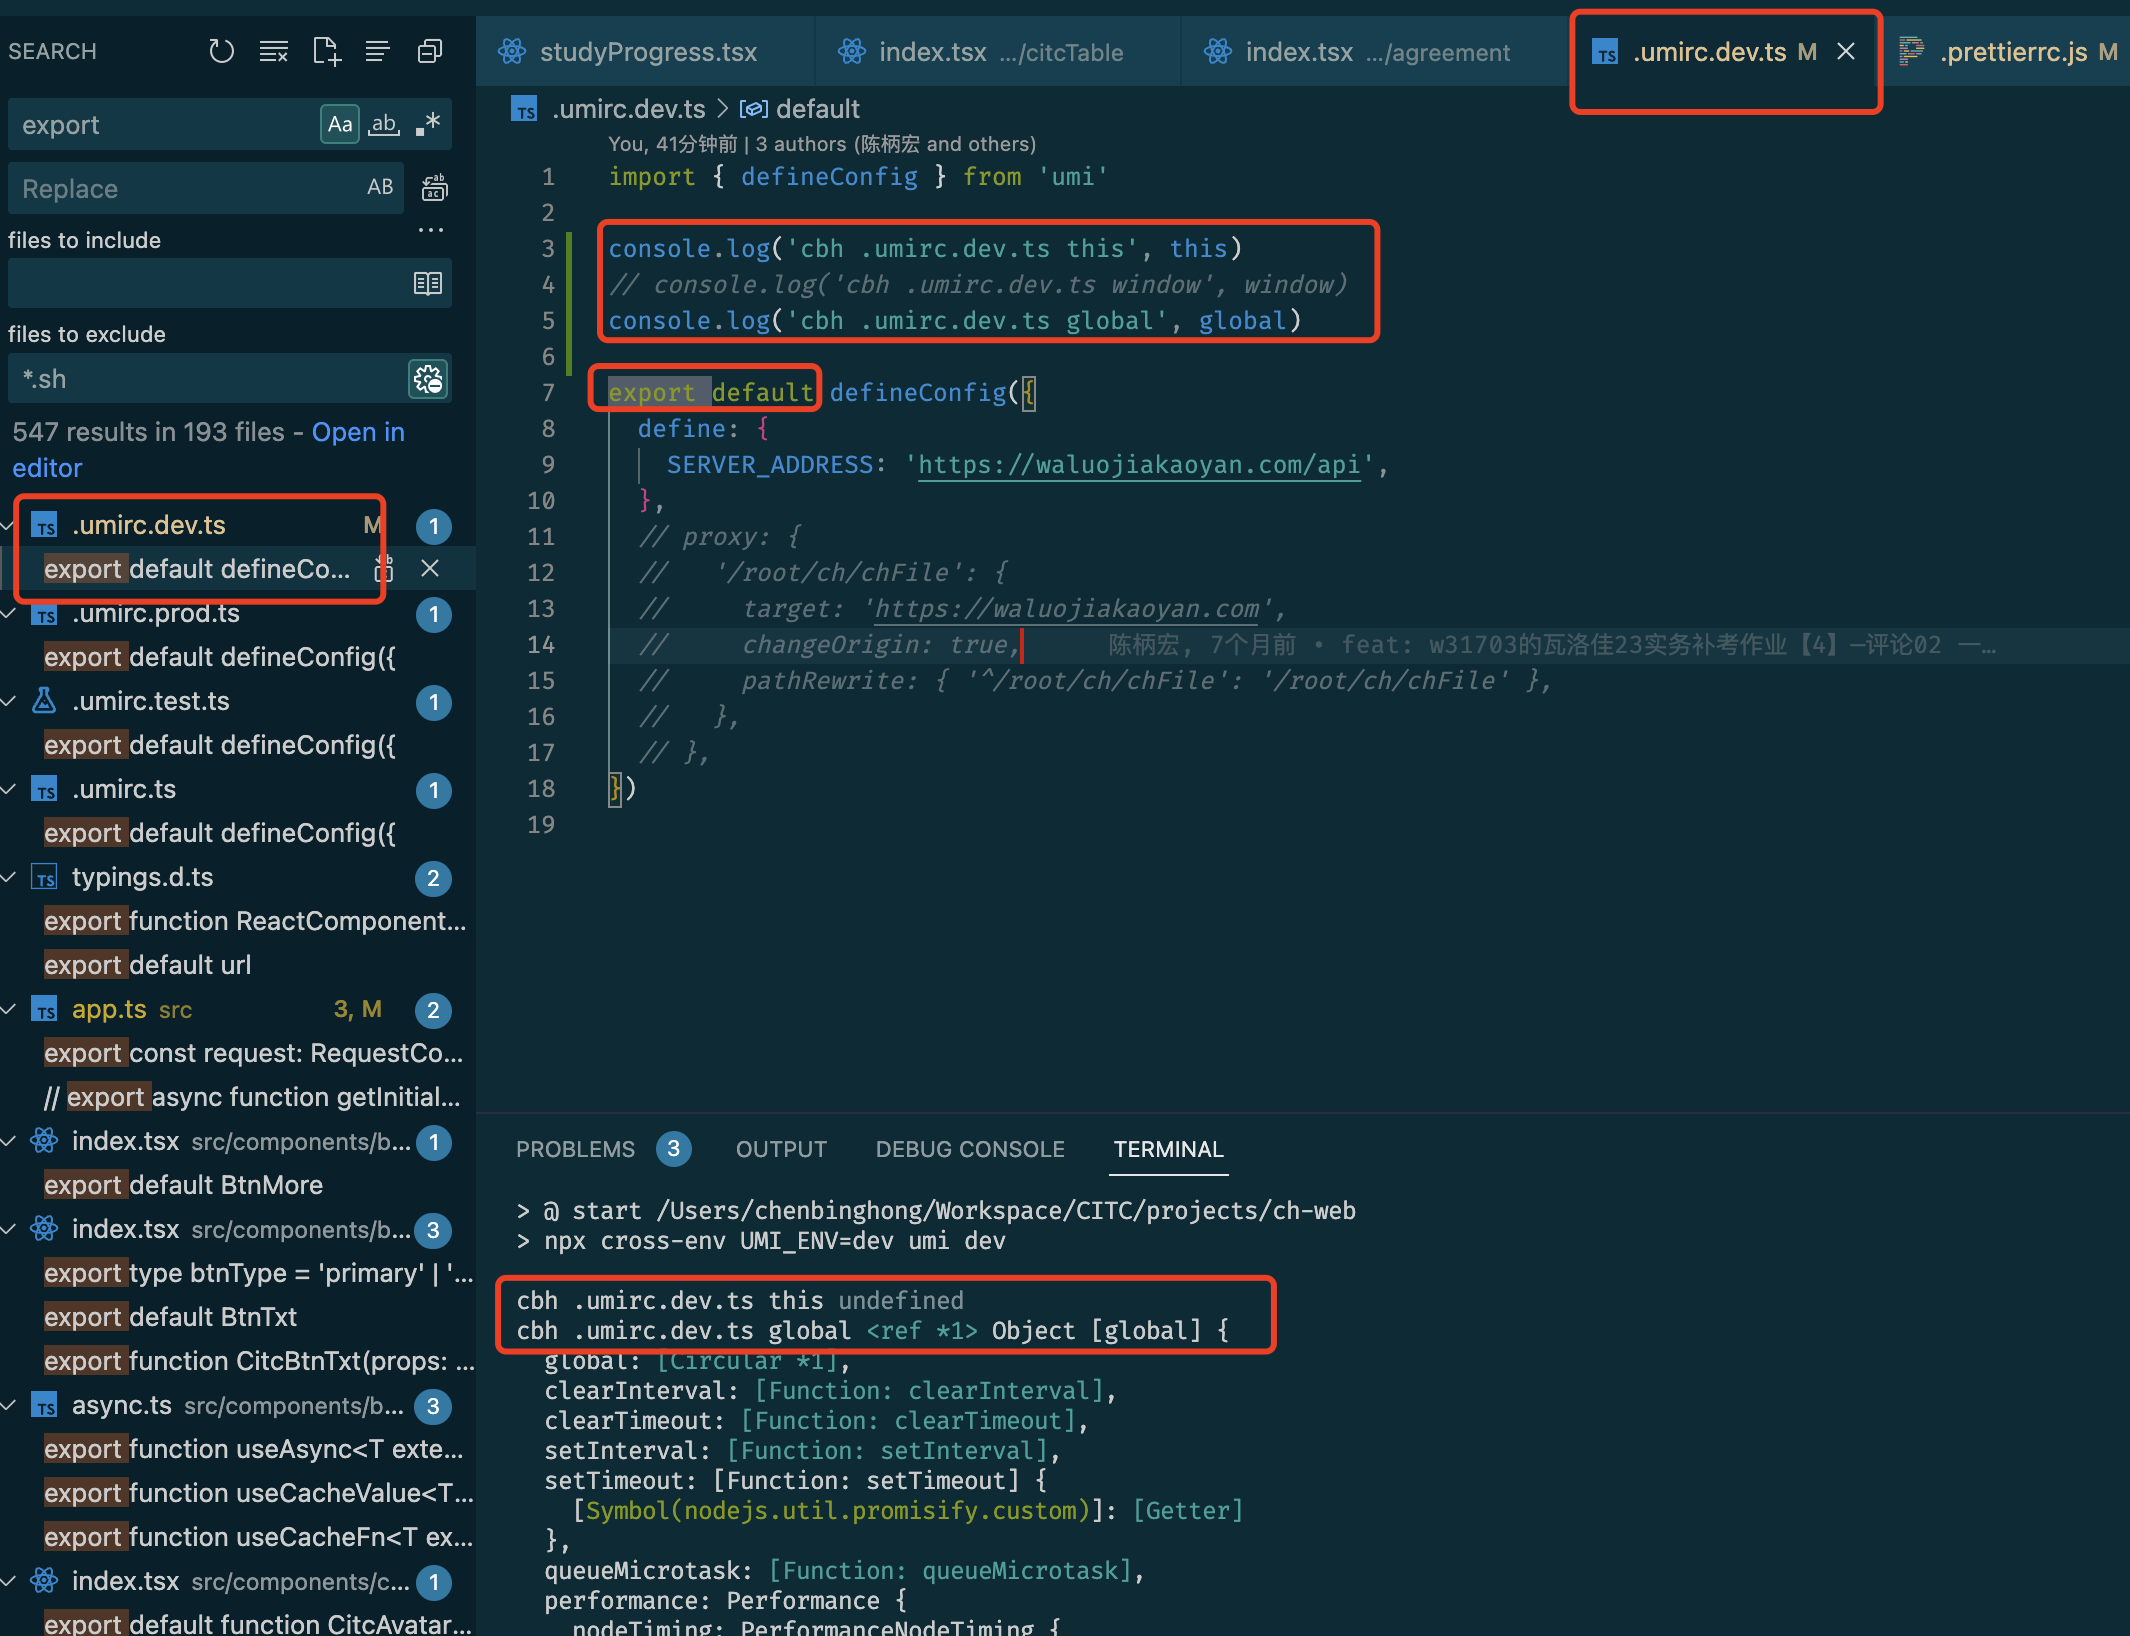 SEARCH
export
Aa
ab
.*
Replace
AB
files to include
...
files to exclude
*.sh
547 results in 193 files - Open in
editor
.umirc.dev.ts M 1
export default defineCo...
.umirc.prod.ts 1
export default defineConfig({
.umirc.test.ts 1
export default defineConfig({
.umirc.ts 1
export default defineConfig({
typings.d.ts 2
export function ReactComponent...
export default url
app.ts src 3, M 2
export const request: RequestCo...
// export async function getInitial...
index.tsx src/components/b... 1
export default BtnMore
index.tsx src/components/b... 3
export type btnType = 'primary' | '...
export default BtnTxt
export function CitcBtnTxt(props: ...
async.ts src/components/b... 3
export function useAsync<T exte...
export function useCacheValue<T...
export function useCacheFn<T ex...
index.tsx src/components/c... 1
export default function CitcAvatar...
studyProgress.tsx
index.tsx .../citcTable
index.tsx .../agreement
TS .umirc.dev.ts M
.prettierrc.js M
TS .umirc.dev.ts > default
You, 41分钟前 | 3 authors (陈柄宏 and others)
1 import { defineConfig } from 'umi'
2
3 console.log('cbh .umirc.dev.ts this', this)
4 // console.log('cbh .umirc.dev.ts window', window)
5 console.log('cbh .umirc.dev.ts global', global)
6
7 export default defineConfig({
8 define: {
9 SERVER_ADDRESS: 'https://waluojiakaoyan.com/api',
10 },
11 // proxy: {
12 //   '/root/ch/chFile': {
13 //     target: 'https://waluojiakaoyan.com',
14 //     changeOrigin: true, 陈柄宏, 7个月前 • feat: w31703的瓦洛佳23实务补考作业【4】—评论02 一…
15 //     pathRewrite: { '^/root/ch/chFile': '/root/ch/chFile' },
16 //   },
17 // },
18 })
19
PROBLEMS 3 OUTPUT DEBUG CONSOLE TERMINAL
> @ start /Users/chenbinghong/Workspace/CITC/projects/ch-web
> npx cross-env UMI_ENV=dev umi dev
cbh .umirc.dev.ts this undefined
cbh .umirc.dev.ts global <ref *1> Object [global] {
global: [Circular *1],
clearInterval: [Function: clearInterval],
clearTimeout: [Function: clearTimeout],
setInterval: [Function: setInterval],
setTimeout: [Function: setTimeout] {
[Symbol(nodejs.util.promisify.custom)]: [Getter]
},
queueMicrotask: [Function: queueMicrotask],
performance: Performance {
nodeTiming: PerformanceNodeTiming {